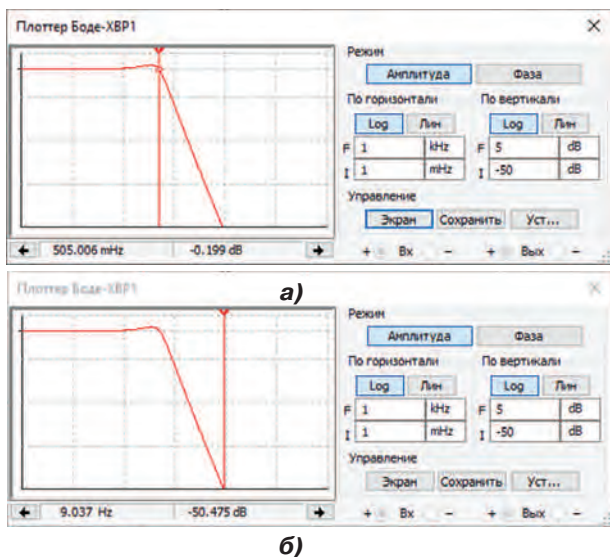 Плоттер Боде-XBP1
Режим
Амплитуда Фаза
По горизонтали По вертикали
Log Лин Log Лин
F 1 kHz F 5 dB
I 1 mHz I -50 dB
Управление
Экран Сохранить Уст...
505.006 mHz -0.199 dB + Вх - + Вых -
а)
Плоттер Боде-XBP1
Режим
Амплитуда Фаза
По горизонтали По вертикали
Log Лин Log Лин
F 1 kHz F 5 dB
I 1 mHz I -50 dB
Управление
Экран Сохранить Уст...
9.037 Hz -50.475 dB + Вх - + Вых -
б)